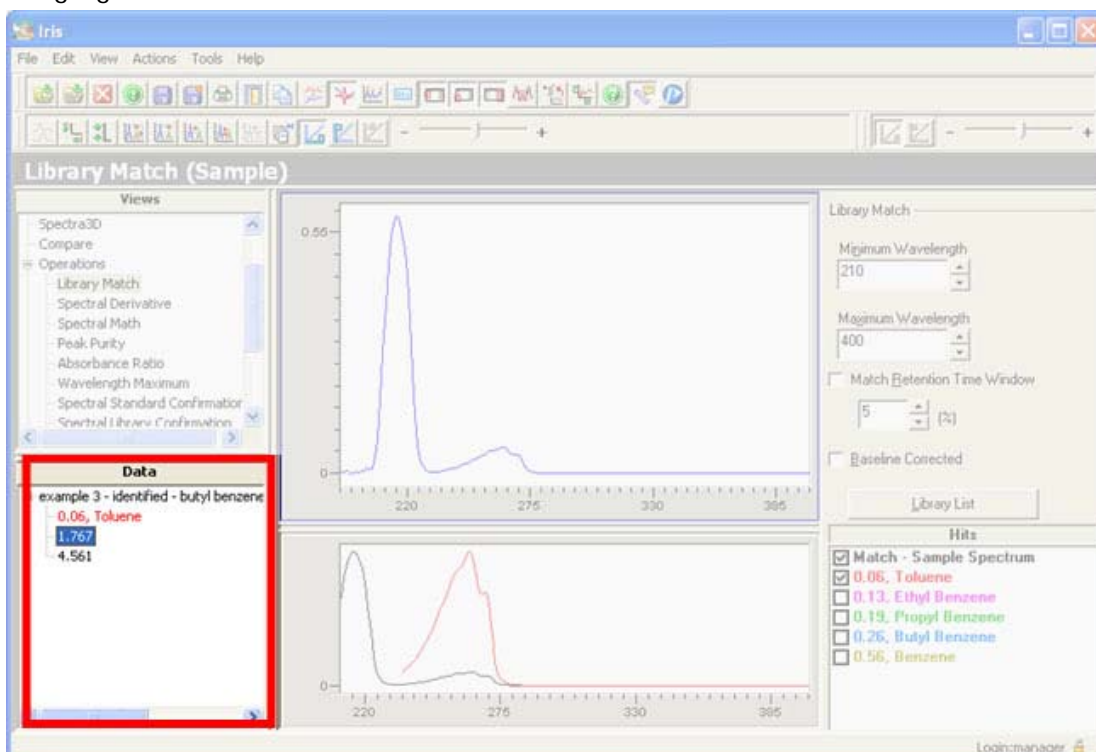 Iris
File Edit View Actions Tools Help
- +
- +
Library Match (Sample)
Views
Spectra3D
Compare
Operations
Library Match
Spectral Derivative
Spectral Math
Peak Purity
Absorbance Ratio
Wavelength Maximum
Spectral Standard Confirmation
Spectral Library Confirmation
Data
example 3 - identified - butyl benzene
0.06, Toluene
1.767
4.561
0.55
0
220 275 330 385
0
220 275 330 385
Library Match
Minimum Wavelength
210
Maximum Wavelength
400
Match Retention Time Window
5 (%)
Baseline Corrected
Library List
Hits
Match - Sample Spectrum
0.06, Toluene
0.13, Ethyl Benzene
0.19, Propyl Benzene
0.26, Butyl Benzene
0.56, Benzene
Login:manager